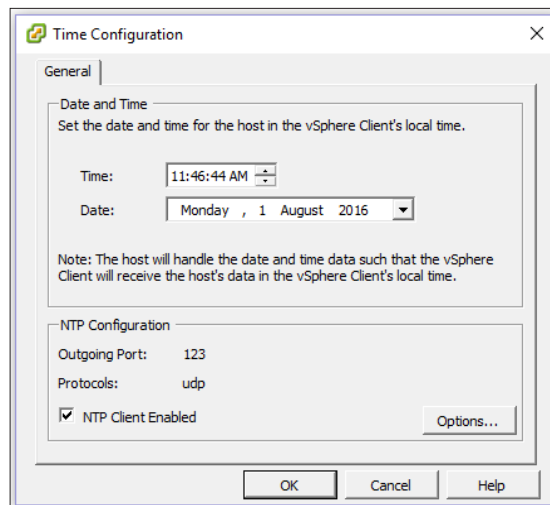 Time Configuration
General
Date and Time
Set the date and time for the host in the vSphere Client's local time.
Time: 11:46:44 AM
Date: Monday , 1 August 2016
Note: The host will handle the date and time data such that the vSphere
Client will receive the host's data in the vSphere Client's local time.
NTP Configuration
Outgoing Port: 123
Protocols: udp
NTP Client Enabled
Options...
OK Cancel Help